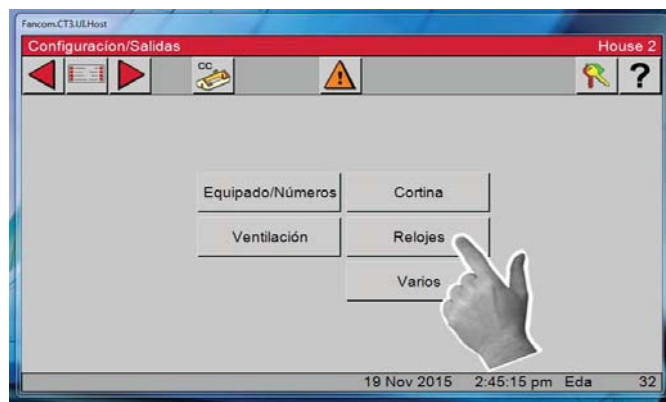 Fancom.CT3.UI.Host
Configuracíon/Salidas House 2
CC ?
Equipado/Números Cortina
Ventilación Relojes
Varios
19 Nov 2015 2:45:15 pm Eda 32